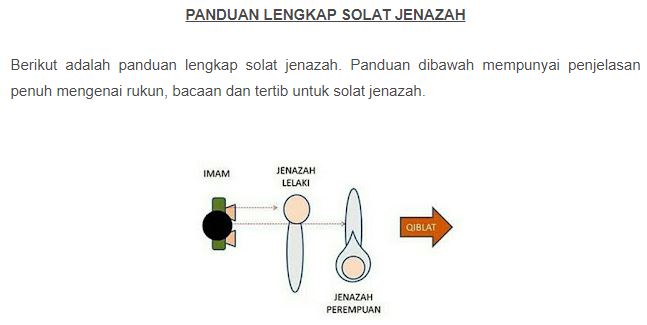 PANDUAN LENGKAP SOLAT JENAZAH
Berikut adalah panduan lengkap solat jenazah. Panduan dibawah mempunyai penjelasan
penuh mengenai rukun, bacaan dan tertib untuk solat jenazah.
IMAM
JENAZAH
LELAKI
QIBLAT
JENAZAH
PEREMPUAN